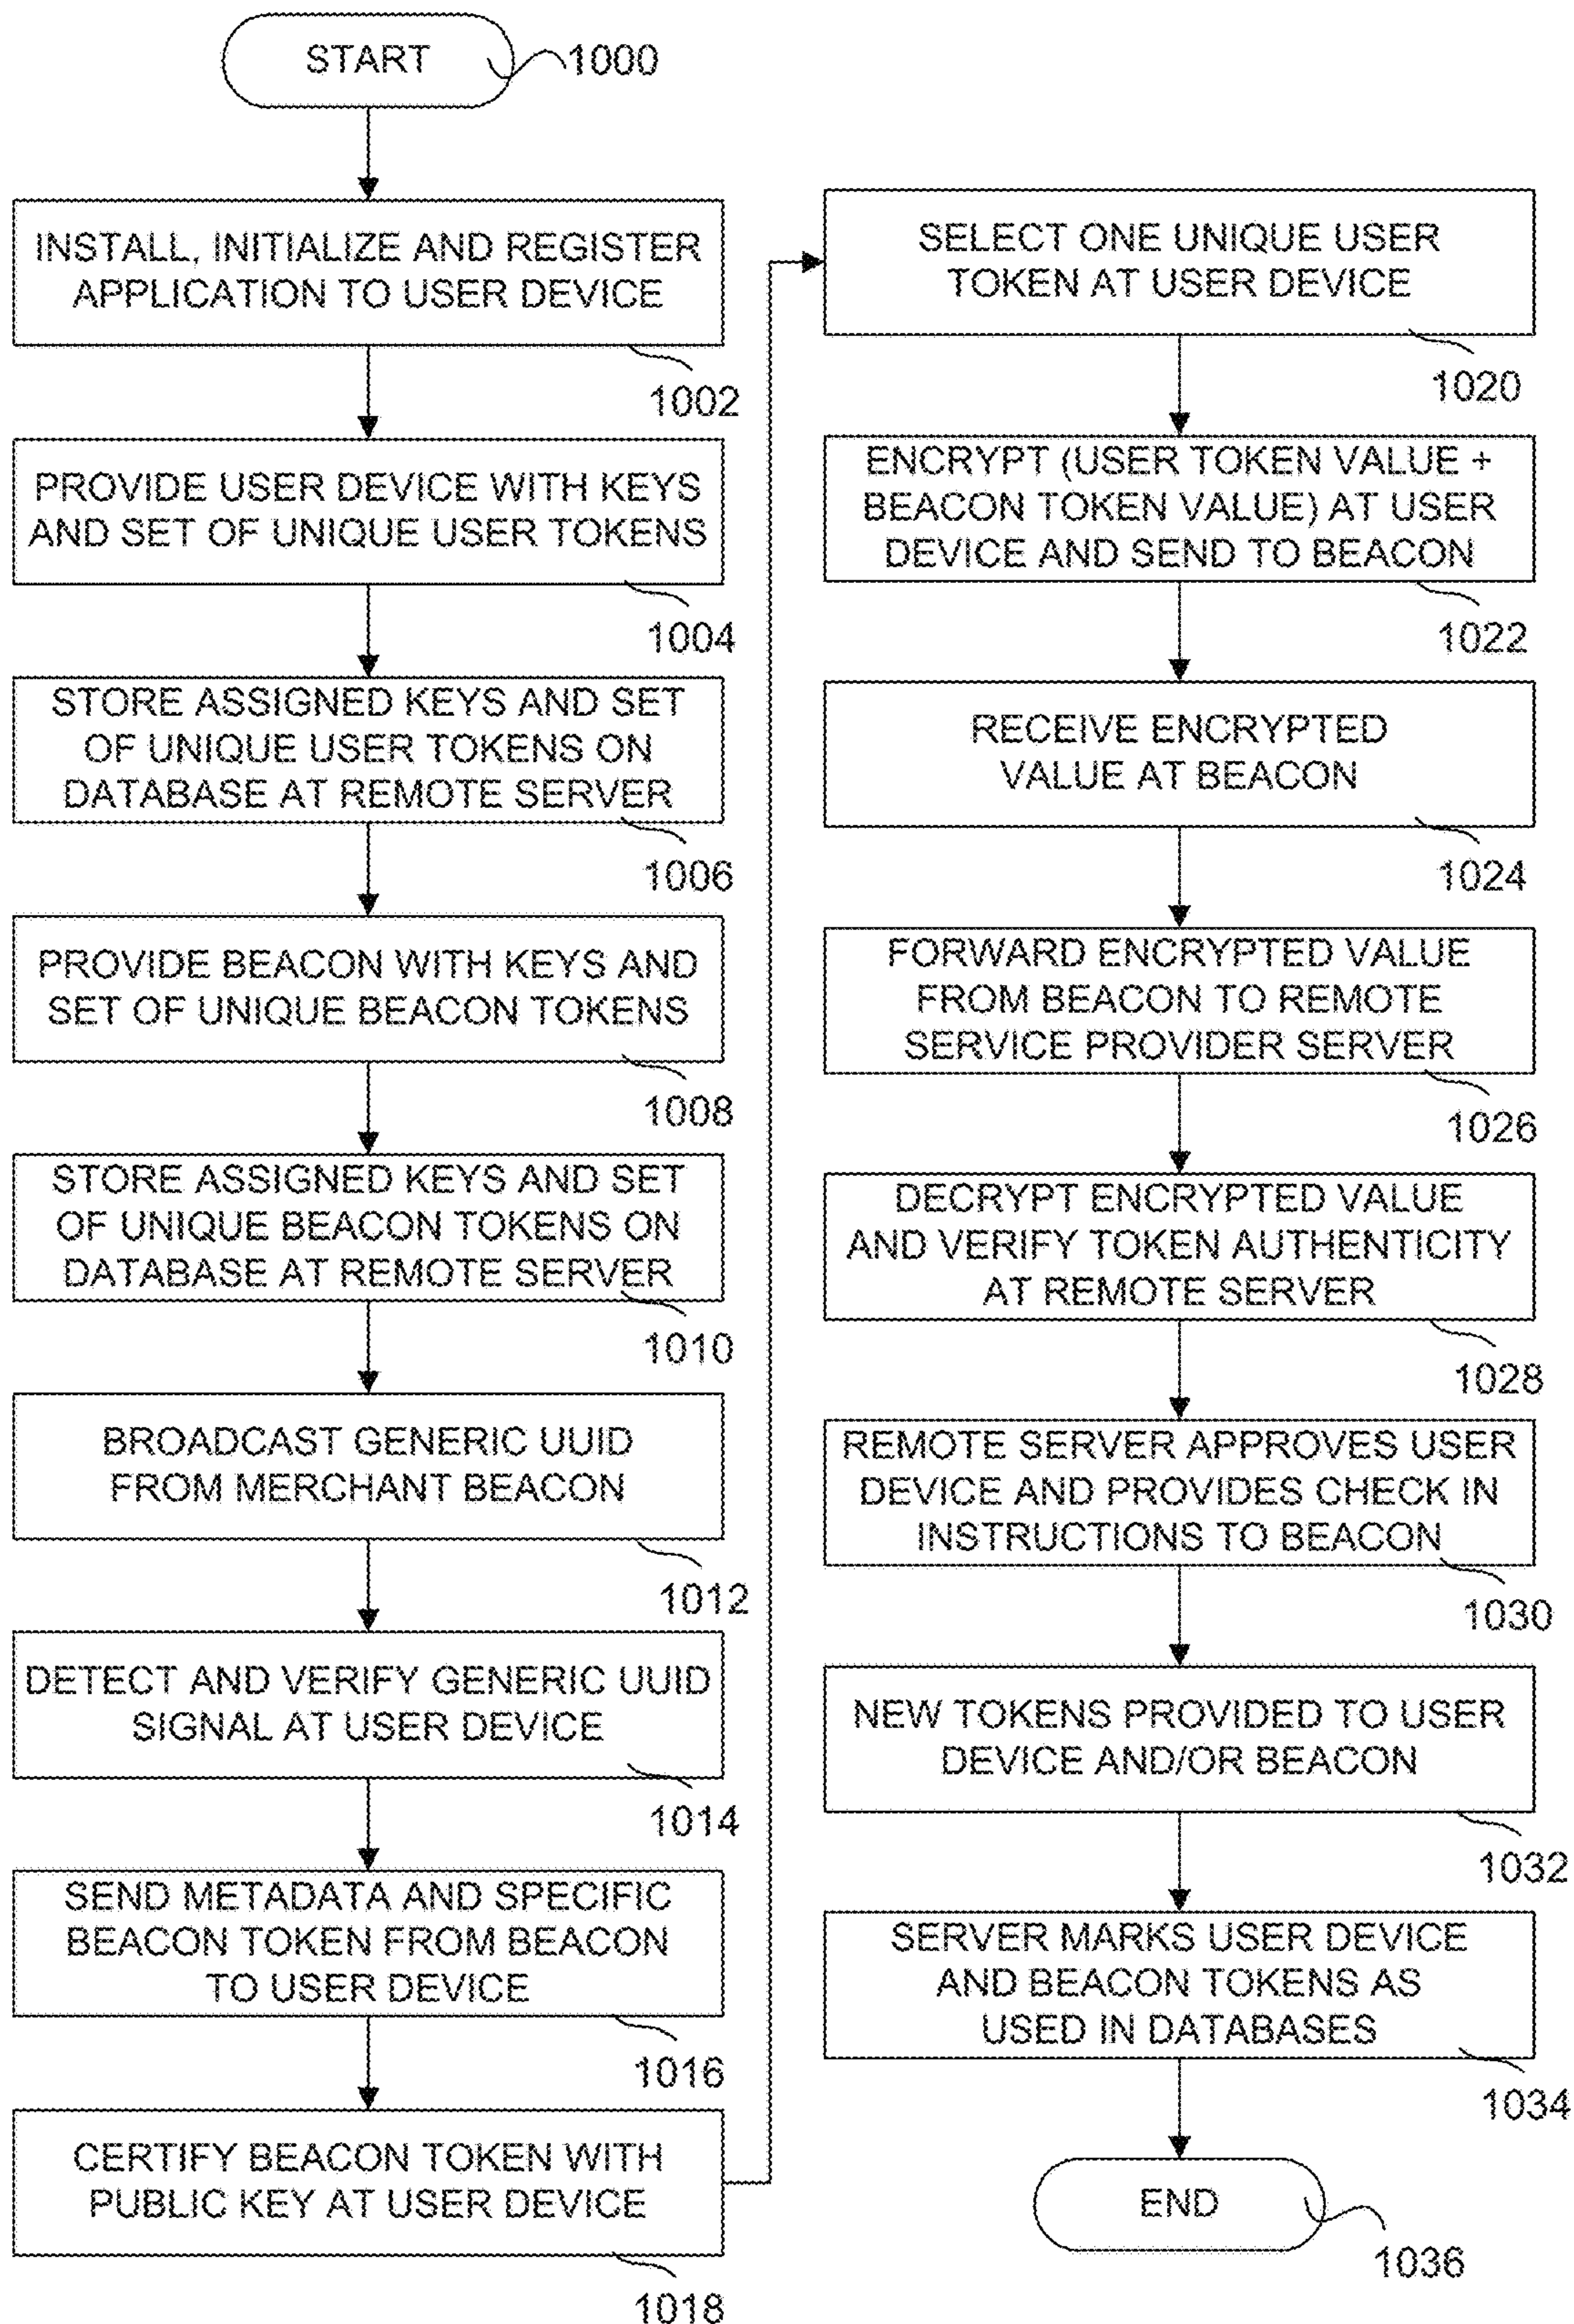 START
1000
INSTALL, INITIALIZE AND REGISTER
APPLICATION TO USER DEVICE
1002
PROVIDE USER DEVICE WITH KEYS
AND SET OF UNIQUE USER TOKENS
1004
STORE ASSIGNED KEYS AND SET
OF UNIQUE USER TOKENS ON
DATABASE AT REMOTE SERVER
1006
PROVIDE BEACON WITH KEYS AND
SET OF UNIQUE BEACON TOKENS
1008
STORE ASSIGNED KEYS AND SET
OF UNIQUE BEACON TOKENS ON
DATABASE AT REMOTE SERVER
1010
BROADCAST GENERIC UUID
FROM MERCHANT BEACON
1012
DETECT AND VERIFY GENERIC UUID
SIGNAL AT USER DEVICE
1014
SEND METADATA AND SPECIFIC
BEACON TOKEN FROM BEACON
TO USER DEVICE
1016
CERTIFY BEACON TOKEN WITH
PUBLIC KEY AT USER DEVICE
1018
SELECT ONE UNIQUE USER
TOKEN AT USER DEVICE
1020
ENCRYPT (USER TOKEN VALUE +
BEACON TOKEN VALUE) AT USER
DEVICE AND SEND TO BEACON
1022
RECEIVE ENCRYPTED
VALUE AT BEACON
1024
FORWARD ENCRYPTED VALUE
FROM BEACON TO REMOTE
SERVICE PROVIDER SERVER
1026
DECRYPT ENCRYPTED VALUE
AND VERIFY TOKEN AUTHENTICITY
AT REMOTE SERVER
1028
REMOTE SERVER APPROVES USER
DEVICE AND PROVIDES CHECK IN
INSTRUCTIONS TO BEACON
1030
NEW TOKENS PROVIDED TO USER
DEVICE AND/OR BEACON
1032
SERVER MARKS USER DEVICE
AND BEACON TOKENS AS
USED IN DATABASES
1034
END
1036